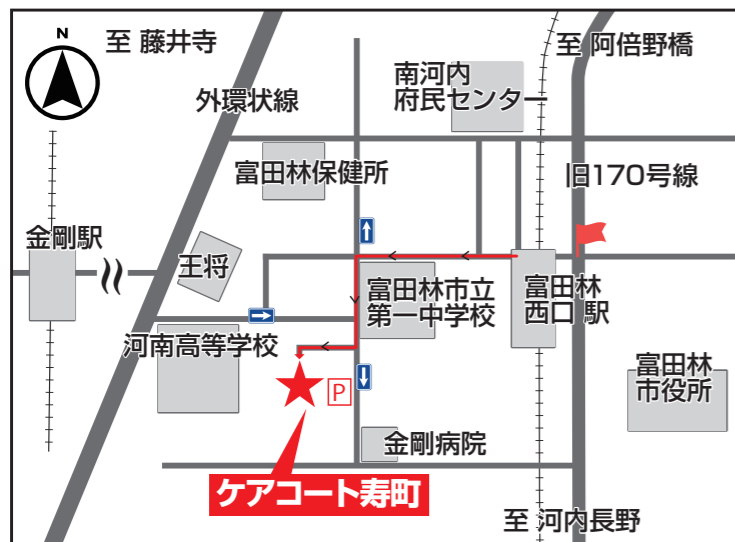 N
至 藤井寺
至 阿倍野橋
外環状線
南河内
府民センター
富田林保健所
旧170号線
金剛駅
王将
富田林市立
第一中学校
富田林
西口 駅
河南高等学校
富田林
市役所
P
金剛病院
ケアコート寿町
至 河内長野